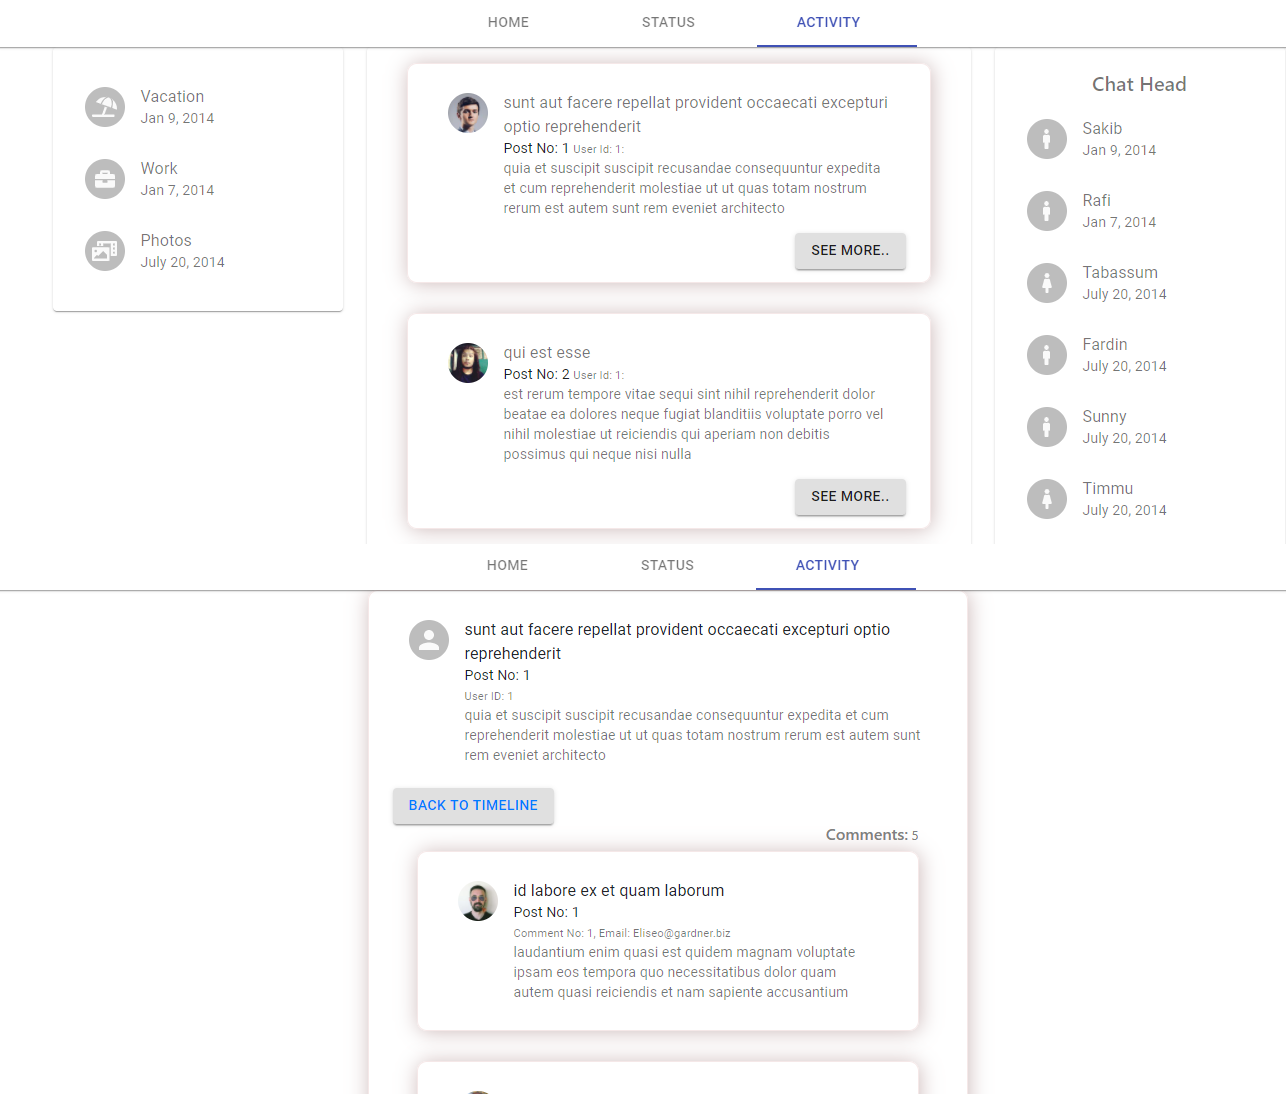 HOME STATUS ACTIVITY
Vacation
Jan 9, 2014
Work
Jan 7, 2014
Photos
July 20, 2014
sunt aut facere repellat provident occaecati excepturi
optio reprehenderit
Post No: 1 User Id: 1:
quia et suscipit suscipit recusandae consequuntur expedita
et cum reprehenderit molestiae ut ut quas totam nostrum
rerum est autem sunt rem eveniet architecto
SEE MORE..
qui est esse
Post No: 2 User Id: 1:
est rerum tempore vitae sequi sint nihil reprehenderit dolor
beatae ea dolores neque fugiat blanditiis voluptate porro vel
nihil molestiae ut reiciendis qui aperiam non debitis
possimus qui neque nisi nulla
SEE MORE..
Chat Head
Sakib
Jan 9, 2014
Rafi
Jan 7, 2014
Tabassum
July 20, 2014
Fardin
July 20, 2014
Sunny
July 20, 2014
Timmu
July 20, 2014
HOME STATUS ACTIVITY
sunt aut facere repellat provident occaecati excepturi optio
reprehenderit
Post No: 1
User ID: 1
quia et suscipit suscipit recusandae consequuntur expedita et cum
reprehenderit molestiae ut ut quas totam nostrum rerum est autem sunt
rem eveniet architecto
BACK TO TIMELINE
Comments: 5
id labore ex et quam laborum
Post No: 1
Comment No: 1, Email: Eliseo@gardner.biz
laudantium enim quasi est quidem magnam voluptate
ipsam eos tempora quo necessitatibus dolor quam
autem quasi reiciendis et nam sapiente accusantium